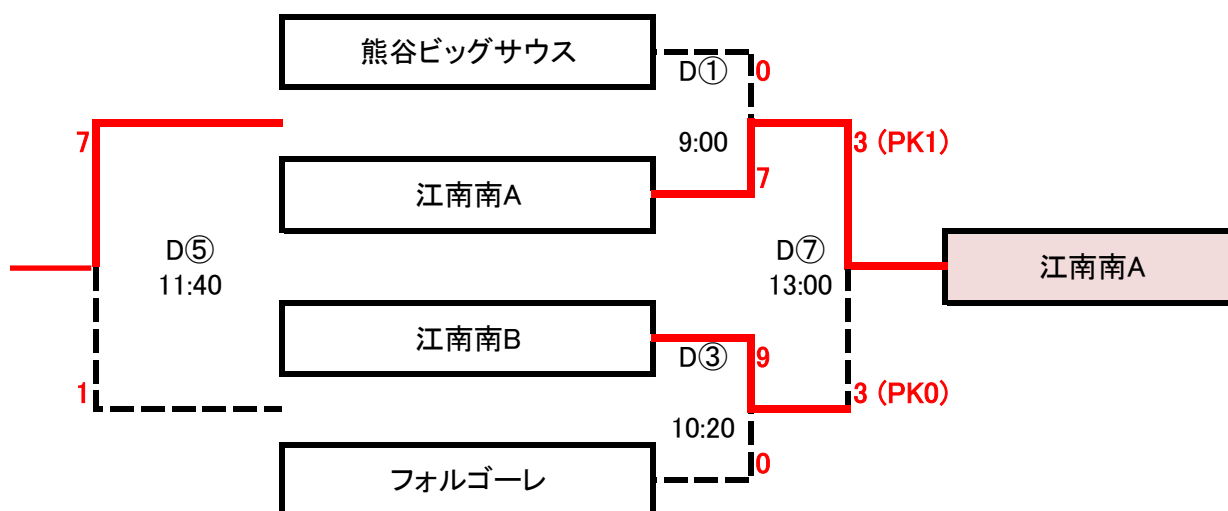 熊谷ビッグサウス
D①
0
7
9:00
3 (PK1)
江南南A
7
D⑤
11:40
D⑦
13:00
江南南A
江南南B
D③
9
1
3 (PK0)
10:20
フォルゴーレ
0